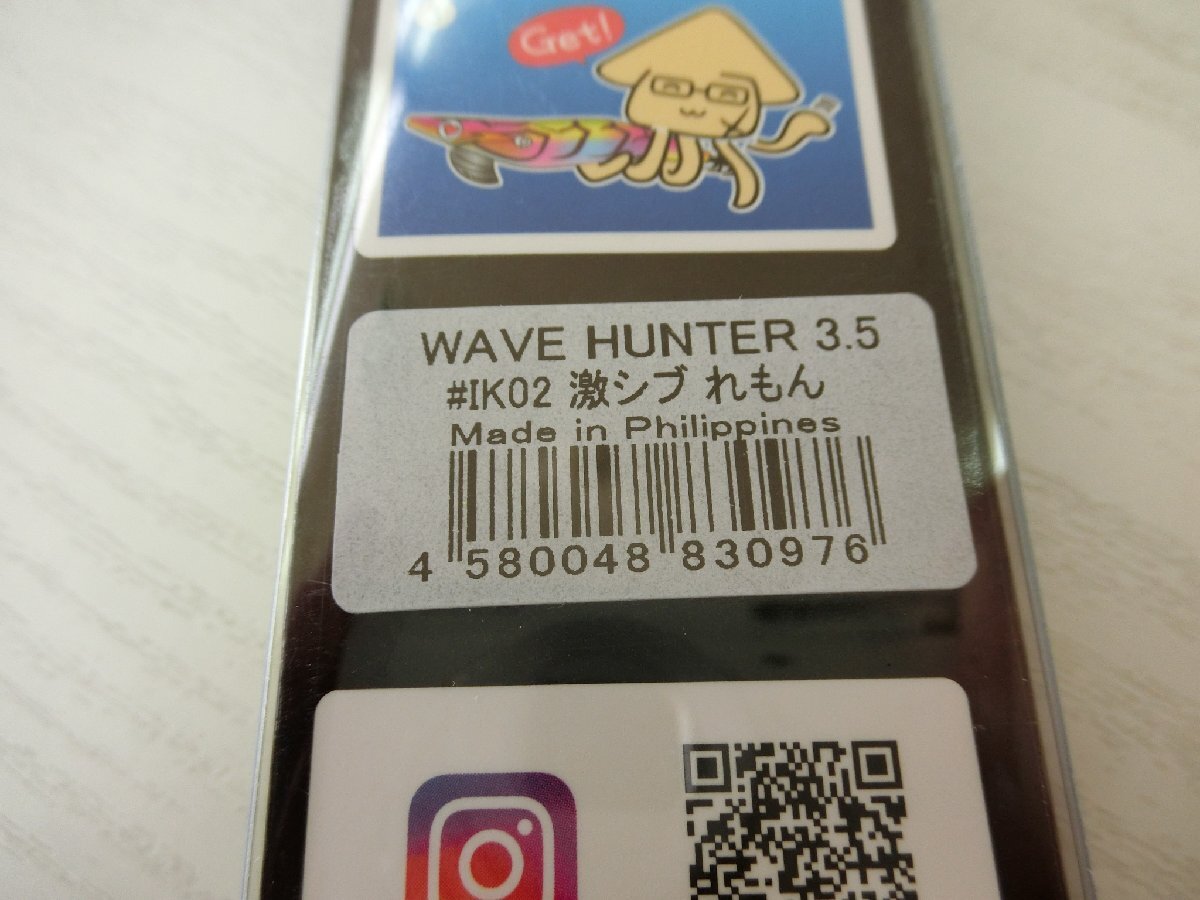 Get!
WAVE HUNTER 3.5
#IK02 激シブ れもん
Made in Philippines
4 580048 830976